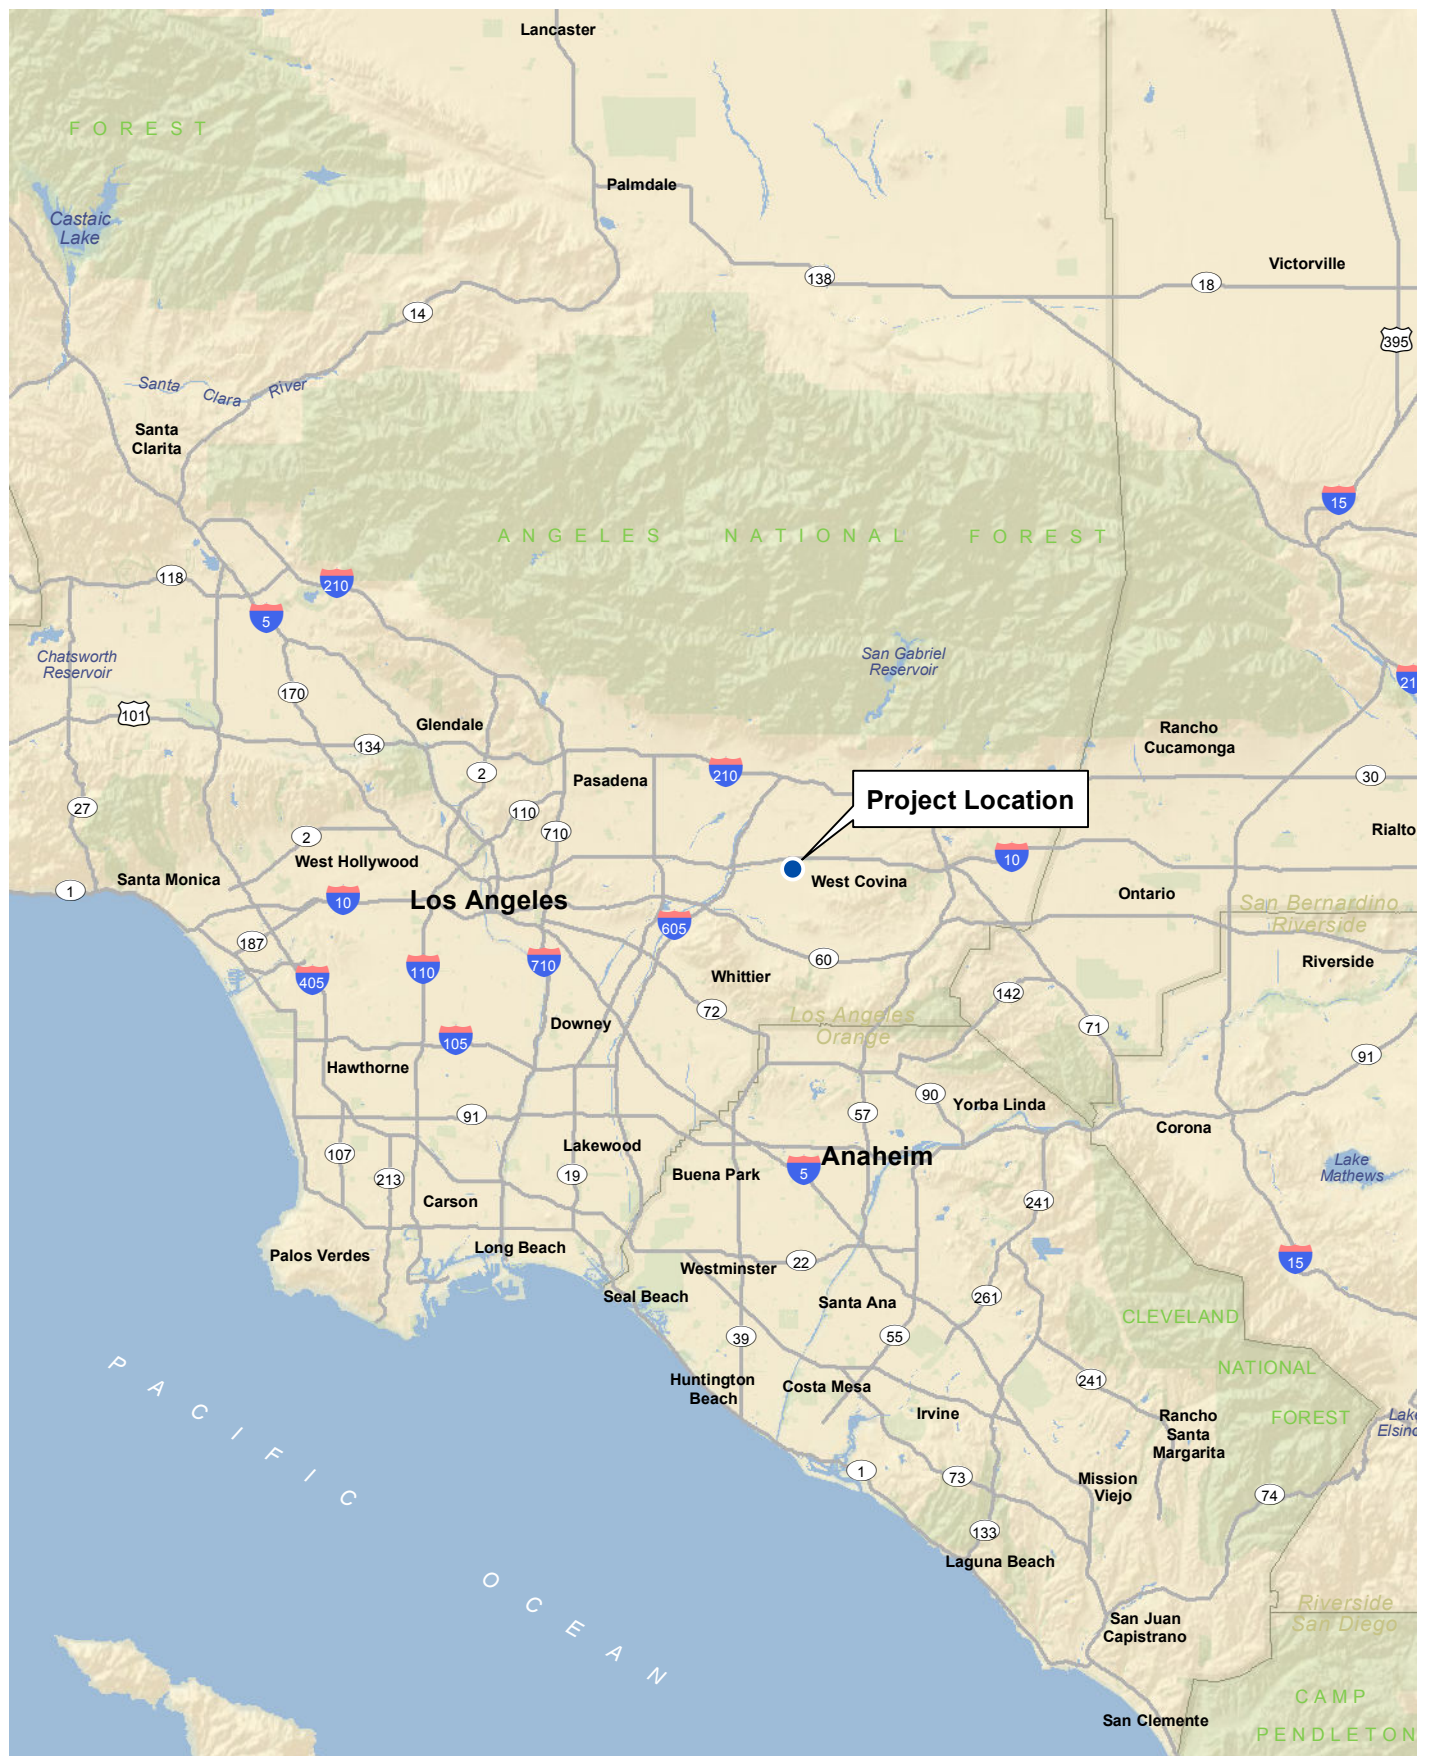 Lancaster
FOREST
Palmdale
Castaic
Lake
Victorville
138
18
14
395
Santa Clara River
Santa
Clarita
15
ANGELES NATIONAL FOREST
118
210
5
Chatsworth
Reservoir
San Gabriel
Reservoir
21
170
101
Glendale
134
Rancho
Cucamonga
2
Pasadena
210
30
Project Location
27
110
710
2
Rialto
West Hollywood
10
Santa Monica
1
West Covina
Ontario
10
Los Angeles
San Bernardino
Riverside
605
187
60
Riverside
710
110
405
Whittier
142
72
Los Angeles
Orange
Downey
71
105
91
Hawthorne
90
Yorba Linda
57
91
Corona
Lakewood
107
Anaheim
Buena Park
5
19
213
Lake
Mathews
Carson
241
Long Beach
Palos Verdes
22
15
Westminster
Seal Beach
261
Santa Ana
CLEVELAND
39
55
NATIONAL
PACIFIC
Huntington
Beach
Costa Mesa
241
Irvine
Rancho
Santa
Margarita
FOREST
Lake
1
73
Mission
Viejo
74
133
Laguna Beach
OCEAN
Riverside
San Diego
San Juan
Capistrano
CAMP
San Clemente
PENDLETON